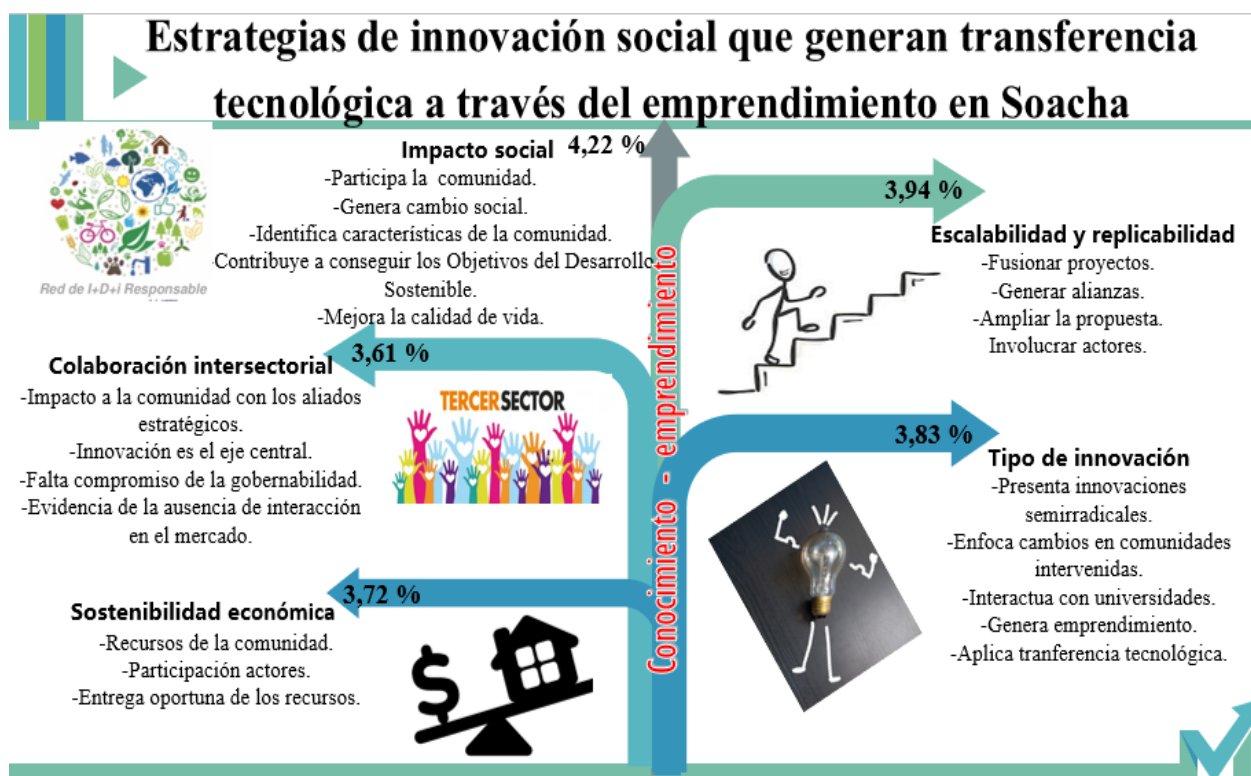 Estrategias de innovación social que generan transferencia
tecnológica a través del emprendimiento en Soacha
Impacto social 4,22 %
-Participa la comunidad.
-Genera cambio social.
-Identifica características de la comunidad.
-Contribuye a conseguir los Objetivos del Desarrollo
Sostenible.
-Mejora la calidad de vida.
Red de I+D+i Responsable
3,94 %
Escalabilidad y replicabilidad
-Fusionar proyectos.
-Generar alianzas.
-Ampliar la propuesta.
Involucrar actores.
3,61 %
Colaboración intersectorial
-Impacto a la comunidad con los aliados
estratégicos.
-Innovación es el eje central.
-Falta compromiso de la gobernabilidad.
-Evidencia de la ausencia de interacción
en el mercado.
TERCER SECTOR
Conocimiento - emprendimiento
3,83 %
Tipo de innovación
-Presenta innovaciones
semirradicales.
-Enfoca cambios en comunidades
intervenidas.
-Interactua con universidades.
-Genera emprendimiento.
-Aplica tranferencia tecnológica.
3,72 %
Sostenibilidad económica
-Recursos de la comunidad.
-Participación actores.
-Entrega oportuna de los recursos.
$